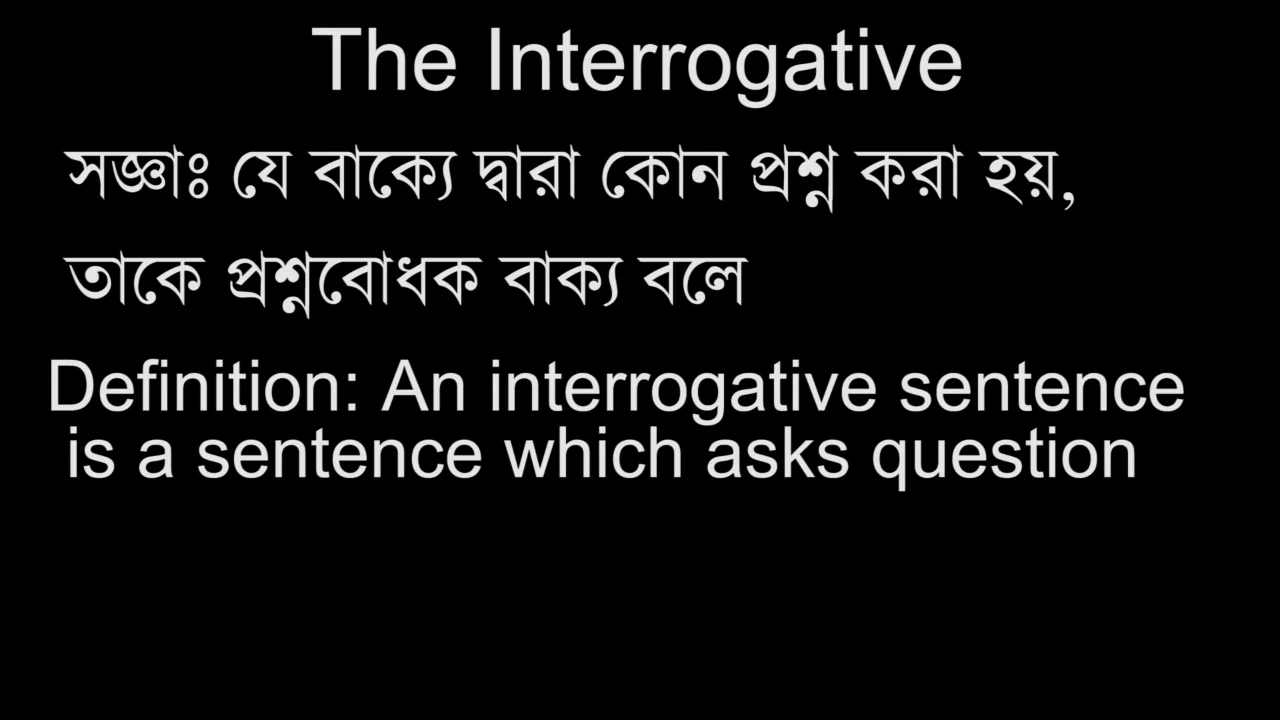 The Interrogative
সজ্ঞাঃ যে বাক্যে দ্বারা কোন প্রশ্ন করা হয়,
তাকে প্রশ্নবোধক বাক্য বলে
Definition: An interrogative sentence
is a sentence which asks question